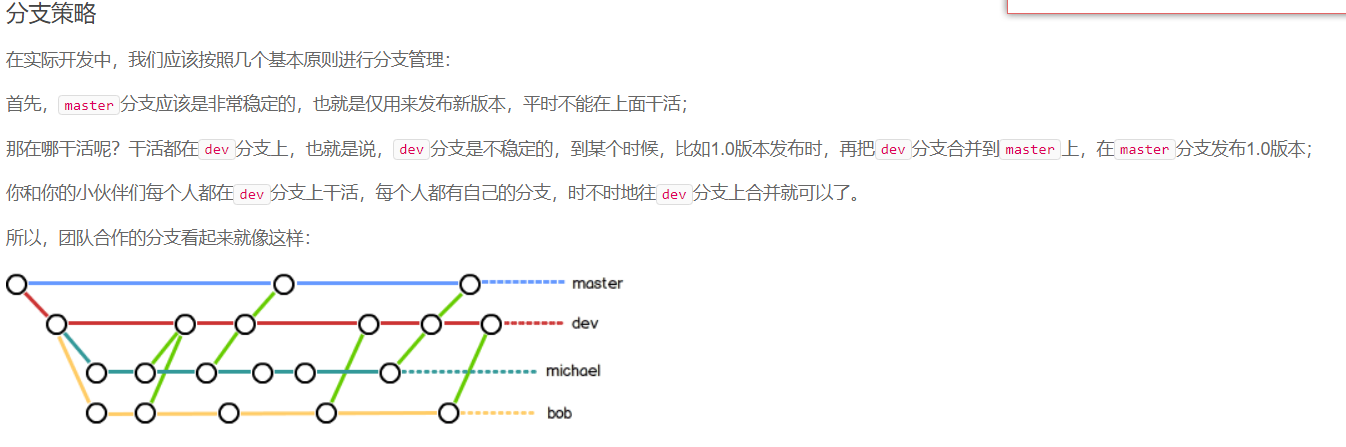 分支策略
在实际开发中，我们应该按照几个基本原则进行分支管理：
首先，master分支应该是非常稳定的，也就是仅用来发布新版本，平时不能在上面干活；
那在哪干活呢？干活都在dev分支上，也就是说，dev分支是不稳定的，到某个时候，比如1.0版本发布时，再把dev分支合并到master上，在master分支发布1.0版本；
你和你的小伙伴们每个人都在dev分支上干活，每个人都有自己的分支，时不时地往dev分支上合并就可以了。
所以，团队合作的分支看起来就像这样：
master
dev
michael
bob